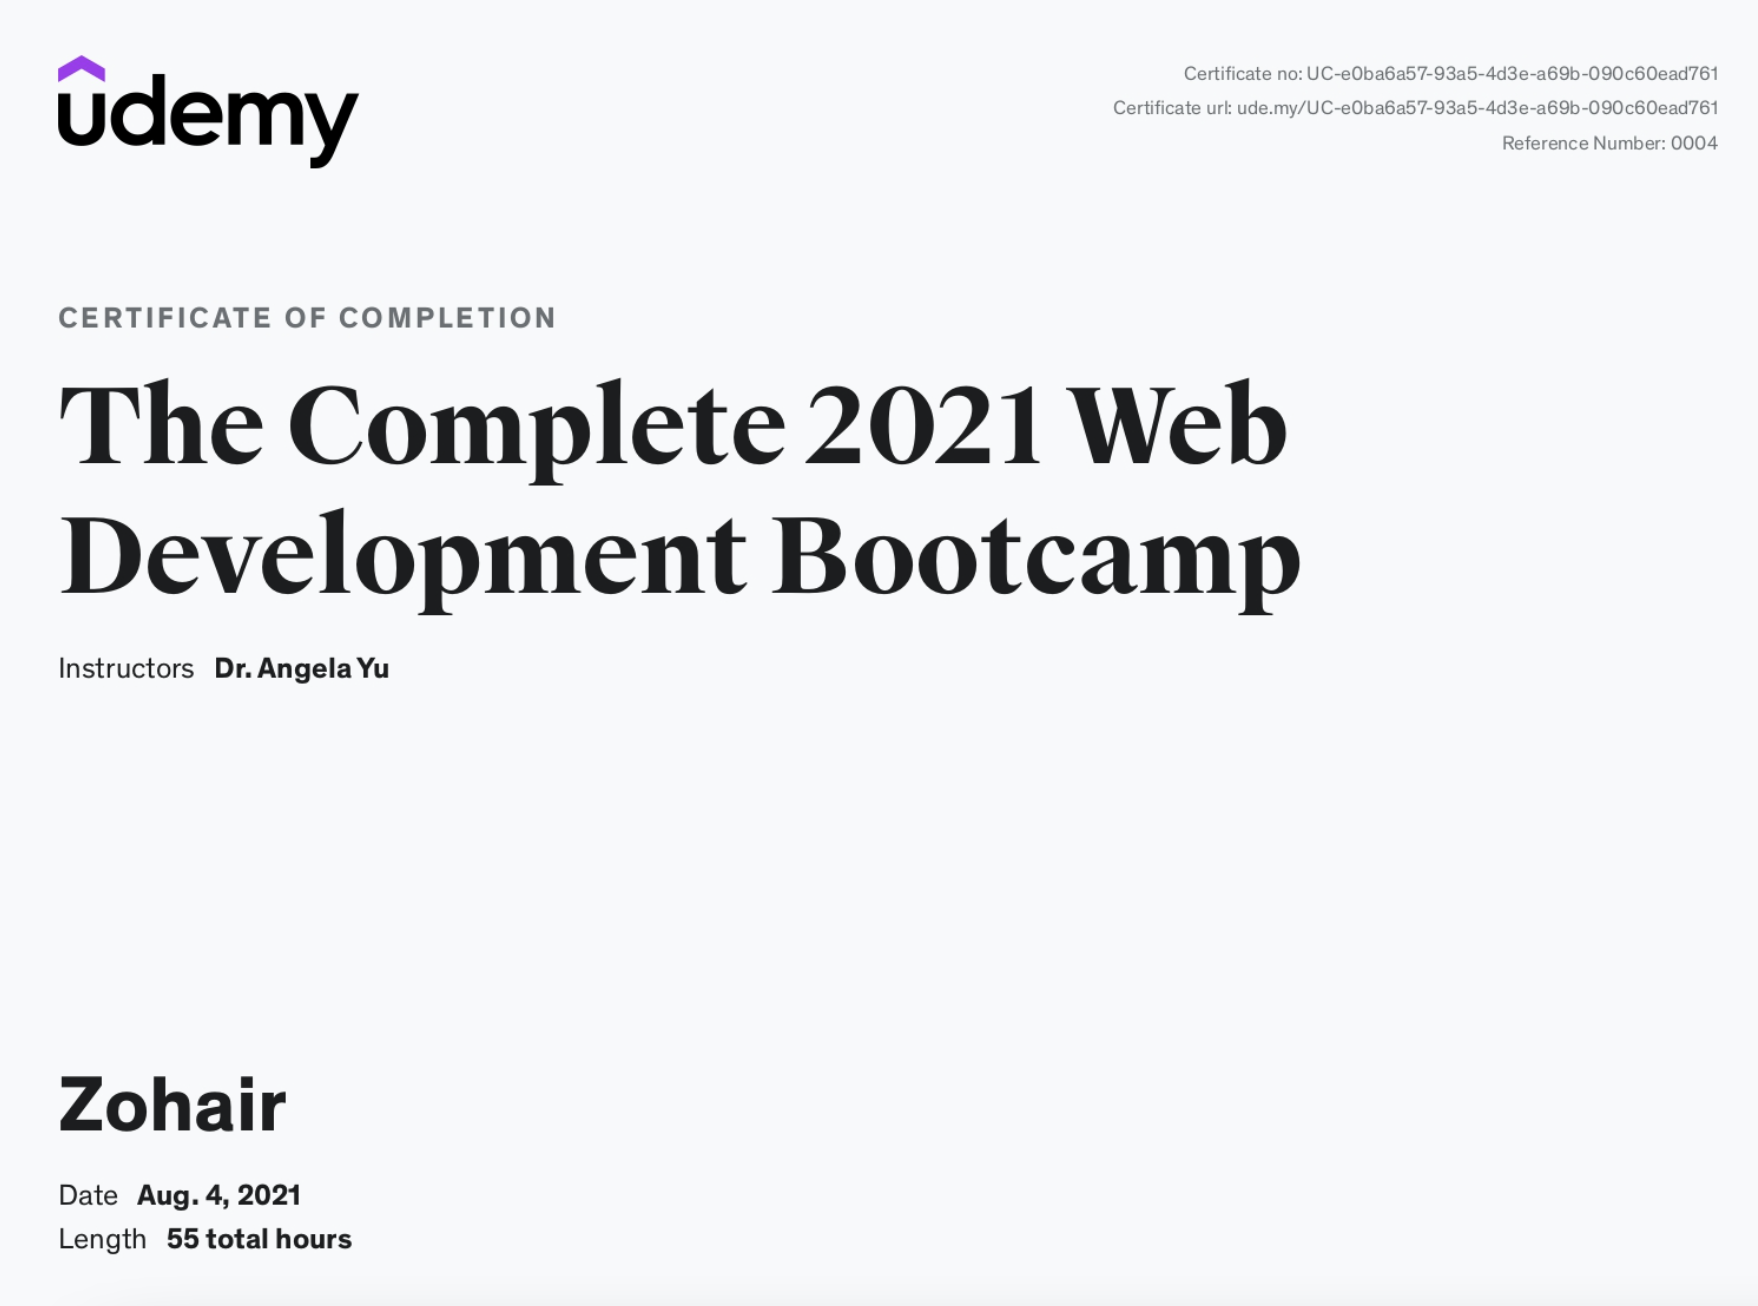 udemy
Certificate no: UC-e0ba6a57-93a5-4d3e-a69b-090c60ead761
Certificate url: ude.my/UC-e0ba6a57-93a5-4d3e-a69b-090c60ead761
Reference Number: 0004
CERTIFICATE OF COMPLETION
The Complete 2021 Web
Development Bootcamp
Instructors Dr. Angela Yu
Zohair
Date Aug. 4, 2021
Length 55 total hours